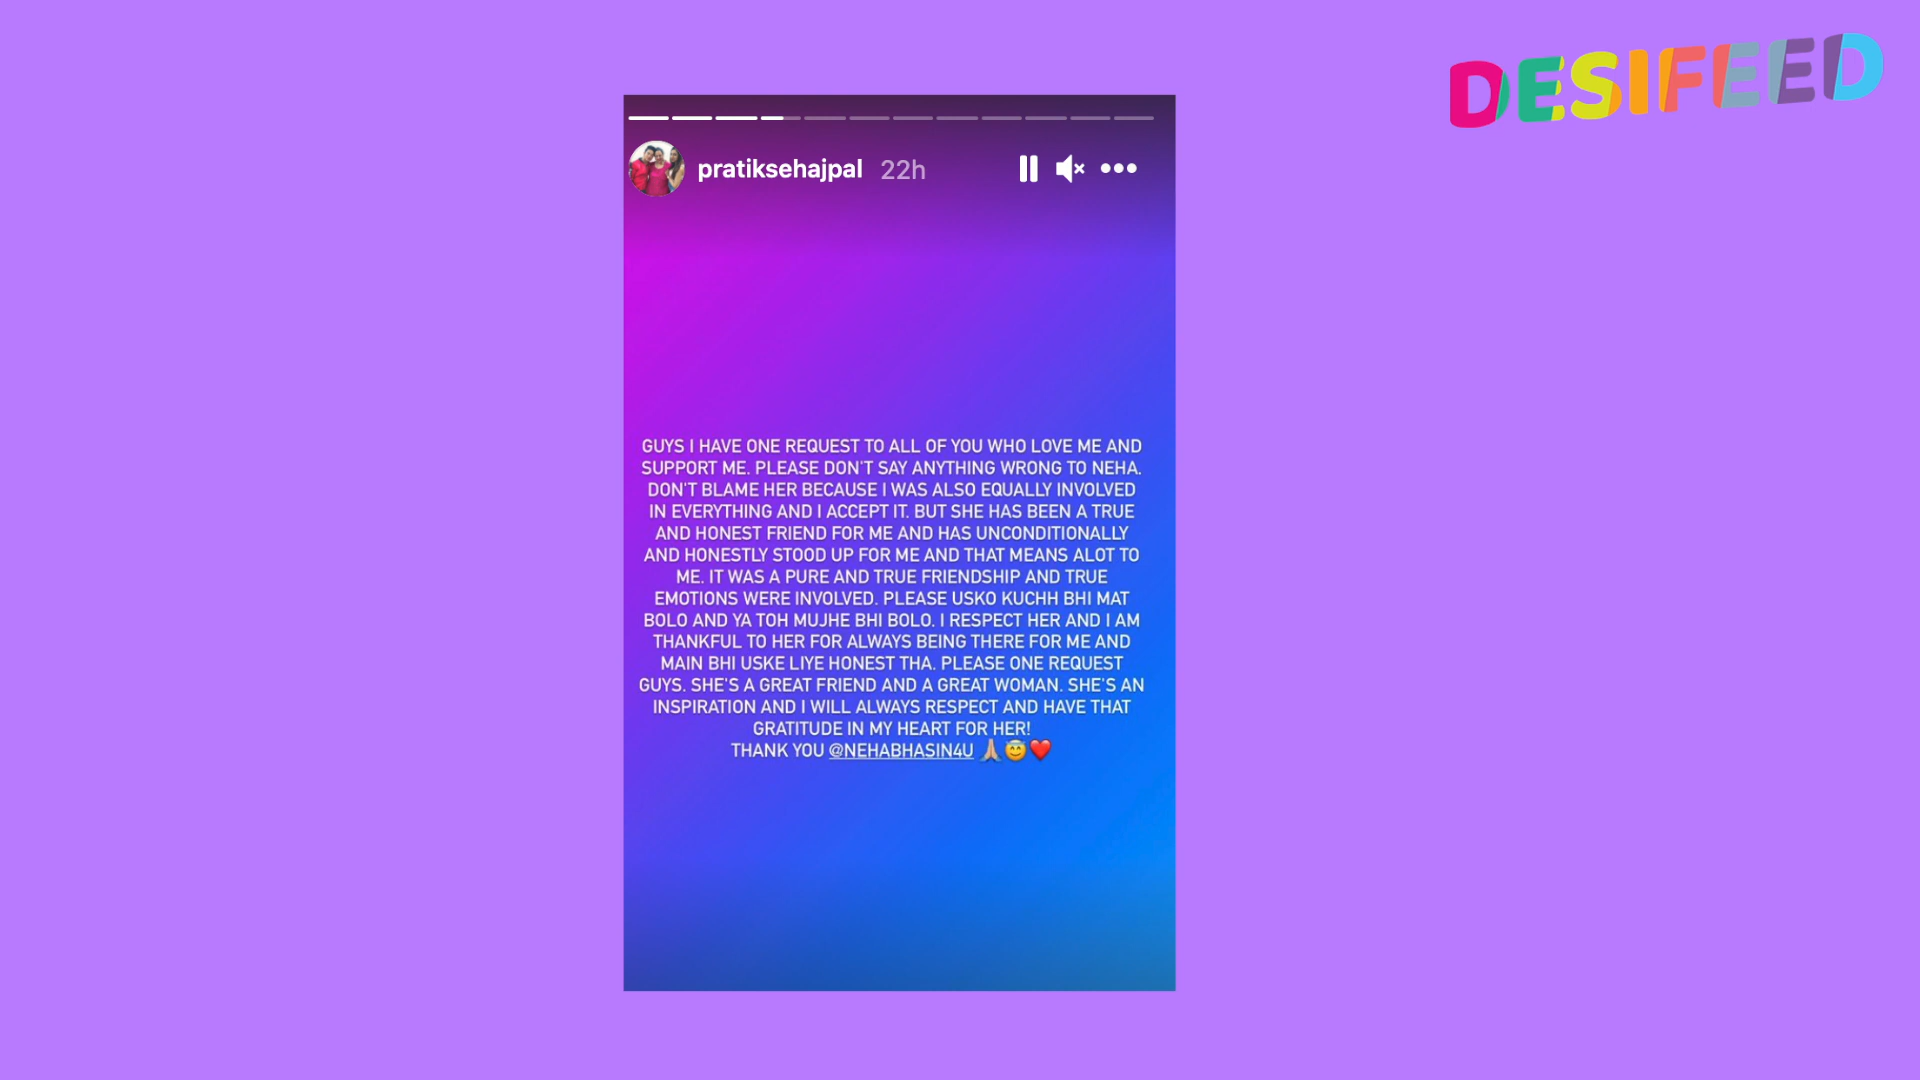 DESIFEED
pratiksehajpal 22h
GUYS I HAVE ONE REQUEST TO ALL OF YOU WHO LOVE ME AND
SUPPORT ME. PLEASE DON'T SAY ANYTHING WRONG TO NEHA.
DON'T BLAME HER BECAUSE I WAS ALSO EQUALLY INVOLVED
IN EVERYTHING AND I ACCEPT IT. BUT SHE HAS BEEN A TRUE
AND HONEST FRIEND FOR ME AND HAS UNCONDITIONALLY
AND HONESTLY STOOD UP FOR ME AND THAT MEANS ALOT TO
ME. IT WAS A PURE AND TRUE FRIENDSHIP AND TRUE
EMOTIONS WERE INVOLVED. PLEASE USKO KUCHH BHI MAT
BOLO AND YA TOH MUJHE BHI BOLO. I RESPECT HER AND I AM
THANKFUL TO HER FOR ALWAYS BEING THERE FOR ME AND
MAIN BHI USKE LIYE HONEST THA. PLEASE ONE REQUEST
GUYS. SHE'S A GREAT FRIEND AND A GREAT WOMAN. SHE'S AN
INSPIRATION AND I WILL ALWAYS RESPECT AND HAVE THAT
GRATITUDE IN MY HEART FOR HER!
THANK YOU @NEHABHASIN4U 🙏🏼😇❤️